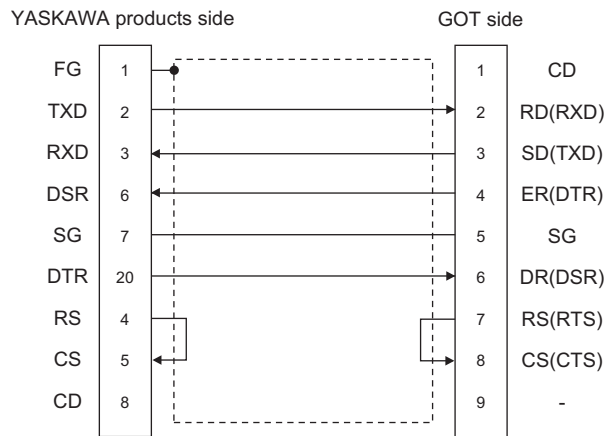 YASKAWA products side GOT side
FG 1 1 CD
TXD 2 2 RD(RXD)
RXD 3 3 SD(TXD)
DSR 6 4 ER(DTR)
SG 7 5 SG
DTR 20 6 DR(DSR)
RS 4 7 RS(RTS)
CS 5 8 CS(CTS)
CD 8 9 -